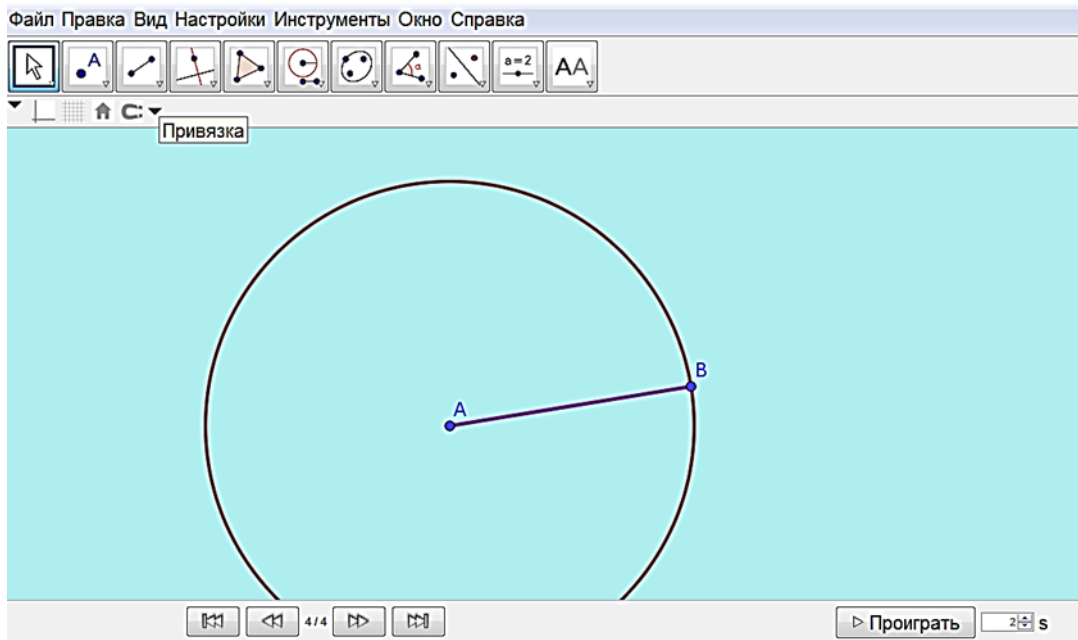 Файл Правка Вид Настройки Инструменты Окно Справка
A a=2 AA
Привязка
B
A
4/4 Проиграть 2 s